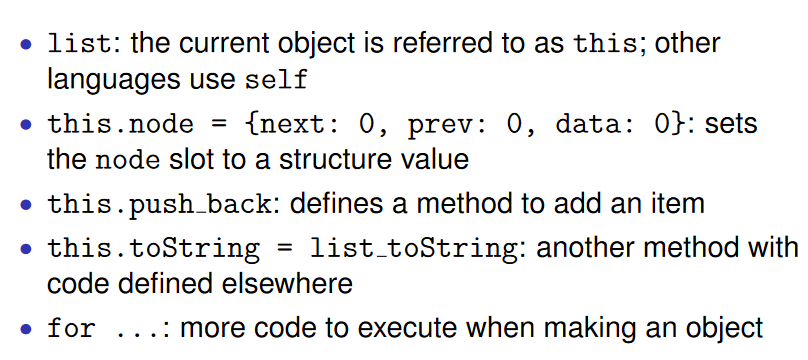 • list: the current object is referred to as this; other
languages use self
• this.node = {next: 0, prev: 0, data: 0}: sets
the node slot to a structure value
• this.push_back: defines a method to add an item
• this.toString = list_toString: another method with
code defined elsewhere
• for ...: more code to execute when making an object